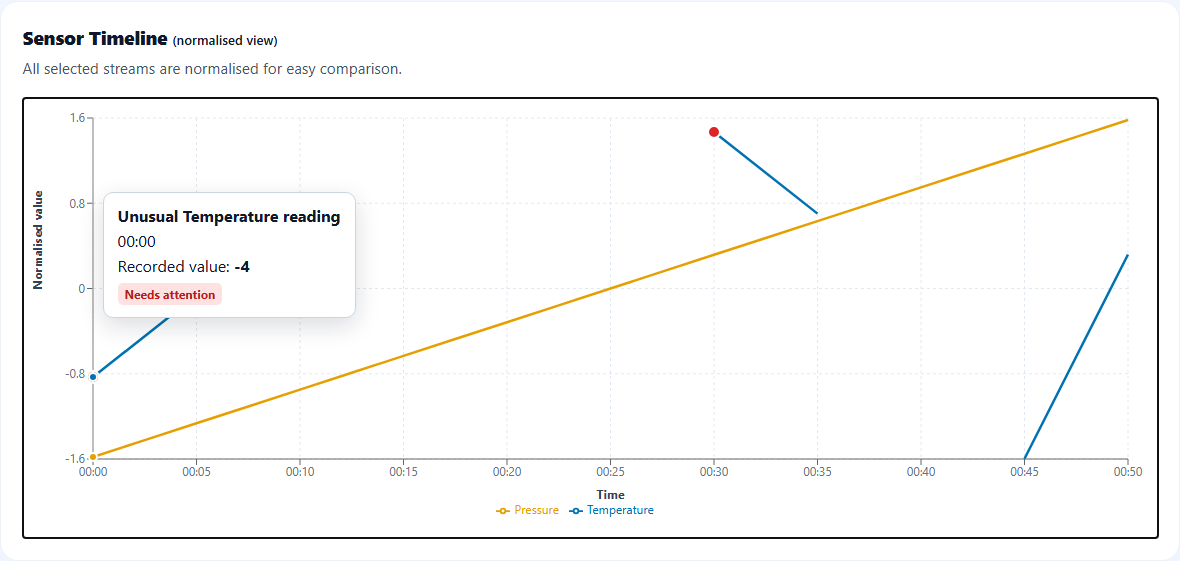 Sensor Timeline (normalised view)
All selected streams are normalised for easy comparison.
1.6
0.8
0
-0.8
-1.6
Normalised value
Unusual Temperature reading
00:00
Recorded value: -4
Needs attention
00:00 00:05 00:10 00:15 00:20 00:25 00:30 00:35 00:40 00:45 00:50
Time
Pressure Temperature